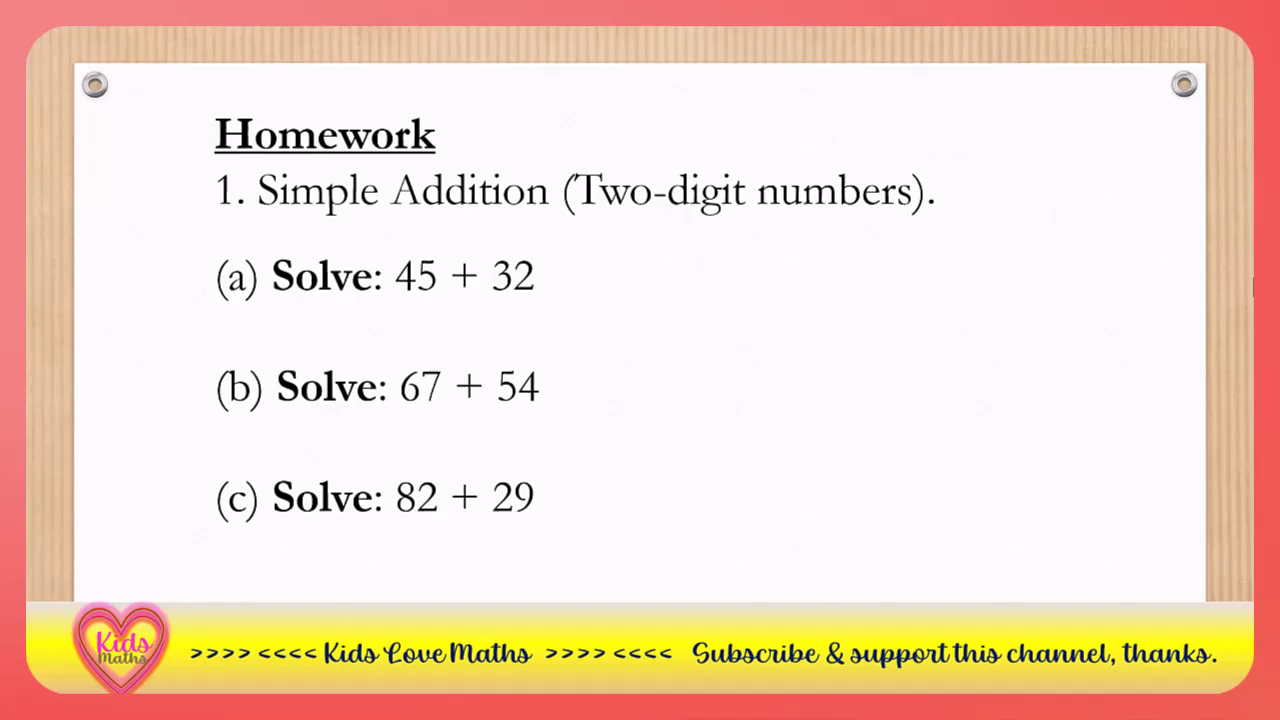 Homework
1. Simple Addition (Two-digit numbers).
(a) Solve: 45 + 32
(b) Solve: 67 + 54
(c) Solve: 82 + 29
Kids
Maths
>>>> <<<< Kids Love Maths >>>> <<<< Subscribe & support this channel, thanks.